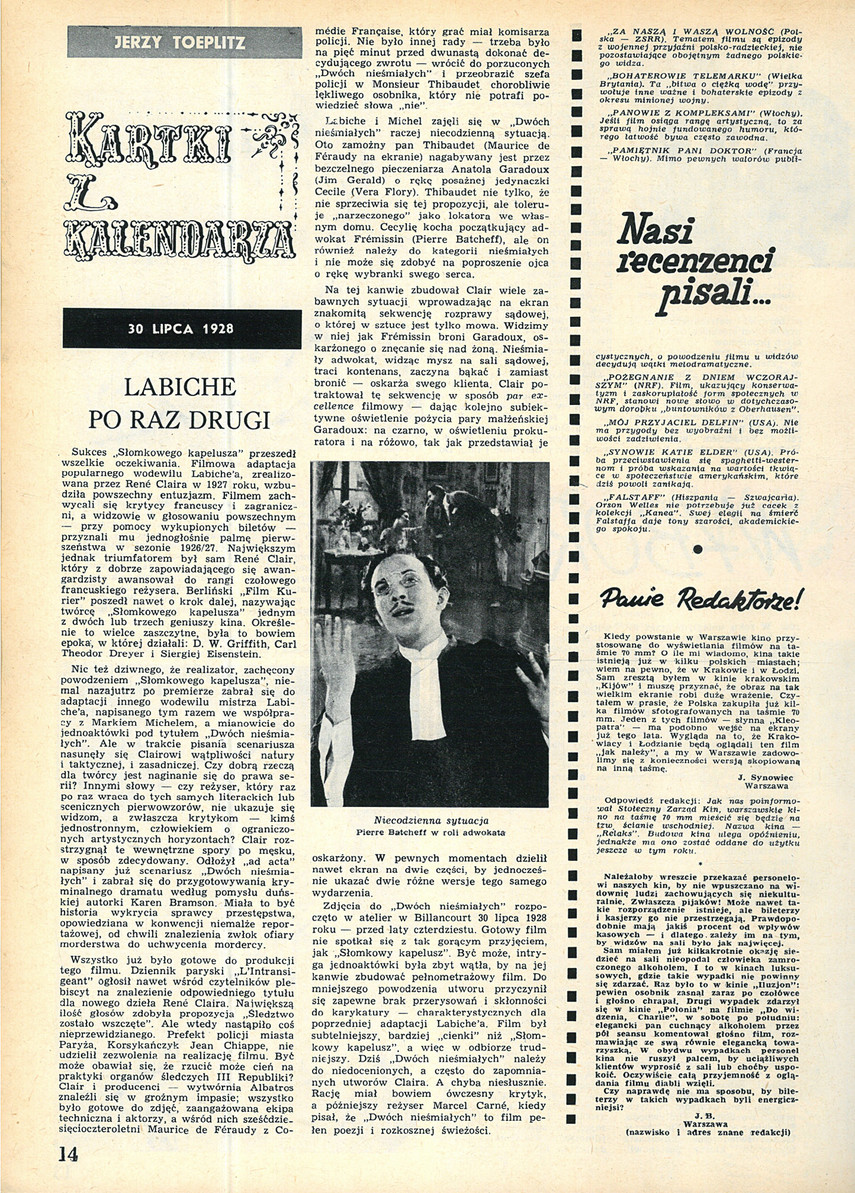 JERZY TOEPLITZ
KARTKI
Z
KALENDARZA
30 LIPCA 1928
LABICHE
PO RAZ DRUGI
Sukces „Słomkowego kapelusza" przeszedł
wszelkie oczekiwania. Filmowa adaptacja
popularnego wodewilu Labiche'a, zrealizo-
wana przez René Claira w 1927 roku, wzbu-
dziła powszechny entuzjazm. Filmem zach-
wycali się krytycy francuscy i zagranicz-
ni, a widzowie w głosowaniu powszechnym
— przy pomocy wykupionych biletów —
przyznali mu jednogłośnie palmę pierw-
szeństwa w sezonie 1926/27. Największym
jednak triumfatorem był sam René Clair,
który z dobrze zapowiadającego się awan-
gardzisty awansował do rangi czołowego
francuskiego reżysera. Berliński „Film Ku-
rier" poszedł nawet o krok dalej, nazywając
twórcę „Słomkowego kapelusza" jednym
z dwóch lub trzech geniuszy kina. Określe-
nie to wielce zaszczytne, była to bowiem
epoka, w której działali: D. W. Griffith, Carl
Theodor Dreyer i Siergiej Eisenstein.
Nic też dziwnego, że realizator, zachęcony
powodzeniem „Słomkowego kapelusza", nie-
mal nazajutrz po premierze zabrał się do
adaptacji innego wodewilu mistrza Labi-
che'a, napisanego tym razem we współpra-
cy z Markiem Michelem, a mianowicie do
jednoaktówki pod tytułem „Dwóch nieśmia-
łych". Ale w trakcie pisania scenariusza
nasunęły się Clairowi wątpliwości natury
i taktycznej, i zasadniczej. Czy dobrą rzeczą
dla twórcy jest naginanie się do prawa se-
rii? Innymi słowy — czy reżyser, który raz
po raz wraca do tych samych literackich lub
scenicznych pierwowzorów, nie ukazuje się
widzom, a zwłaszcza krytykom — kimś
jednostronnym, człowiekiem o ograniczo-
nych artystycznych horyzontach? Clair roz-
strzygnął te wewnętrzne spory po męsku,
w sposób zdecydowany. Odłożył „ad acta"
napisany już scenariusz „Dwóch nieśmia-
łych" i zabrał się do przygotowywania kry-
minalnego dramatu według pomysłu duńs-
kiej autorki Karen Bramson. Miała to być
historia wykrycia sprawcy przestępstwa,
opowiedziana w konwencji niemalże repor-
tażowej, od chwili znalezienia zwłok ofiary
morderstwa do uchwycenia mordercy.
Wszystko już było gotowe do produkcji
tego filmu. Dziennik paryski „L'Intransi-
geant" ogłosił nawet wśród czytelników ple-
biscyt na znalezienie odpowiedniego tytułu
dla nowego dzieła René Claira. Największą
ilość głosów zdobyła propozycja „Śledztwo
zostało wszczęte". Ale wtedy nastąpiło coś
nieprzewidzianego. Prefekt policji miasta
Paryża, Korsykańczyk Jean Chiappe, nie
udzielił zezwolenia na realizację filmu. Być
może obawiał się, że rzucić może cień na
praktyki organów śledczych III Republiki?
Clair i producenci — wytwórnia Albatros
znaleźli się w groźnym impasie; wszystko
było gotowe do zdjęć, zaangażowana ekipa
techniczna i aktorzy, a wśród nich sześćdzie-
sięcioczteroletni Maurice de Féraudy z Co-
médie Française, który grać miał komisarza
policji. Nie było innej rady — trzeba było
na pięć minut przed dwunastą dokonać de-
cydującego zwrotu — wrócić do porzuconych
„Dwóch nieśmiałych" i przeobrazić szefa
policji w Monsieur Thibaudet chorobliwie
lękliwego osobnika, który nie potrafi po-
wiedzieć słowa „nie".
Labiche i Michel zajęli się w „Dwóch
nieśmiałych" raczej niecodzienną sytuacją.
Oto zamożny pan Thibaudet (Maurice de
Féraudy na ekranie) nagabywany jest przez
bezczelnego pieczeniarza Anatola Garadoux
(Jim Gerald) o rękę posażnej jedynaczki
Cecile (Vera Flory). Thibaudet nie tylko, że
nie sprzeciwia się tej propozycji, ale toleru-
je „narzeczonego" jako lokatora we włas-
nym domu. Cecylię kocha początkujący ad-
wokat Frémissin (Pierre Batcheff), ale on
również należy do kategorii nieśmiałych
i nie może się zdobyć na poproszenie ojca
o rękę wybranki swego serca.
Na tej kanwie zbudował Clair wiele za-
bawnych sytuacji wprowadzając na ekran
znakomitą sekwencję rozprawy sądowej,
o której w sztuce jest tylko mowa. Widzimy
w niej jak Frémissin broni Garadoux, os-
karżonego o znęcanie się nad żoną. Nieśmia-
ły adwokat, widząc mysz na sali sądowej,
traci kontenans, zaczyna bąkać i zamiast
bronić — oskarża swego klienta. Clair po-
traktował tę sekwencję w sposób par ex-
cellence filmowy — dając kolejno subiek-
tywne oświetlenie pożycia pary małżeńskiej
Garadoux: na czarno, w oświetleniu proku-
ratora i na różowo, tak jak przedstawiał je
Niecodzienna sytuacja
Pierre Batcheff w roli adwokata
oskarżony. W pewnych momentach dzielił
nawet ekran na dwie części, by jednocześ-
nie ukazać dwie różne wersje tego samego
wydarzenia.
Zdjęcia do „Dwóch nieśmiałych" rozpo-
częto w atelier w Billancourt 30 lipca 1928
roku — przed laty czterdziestu. Gotowy film
nie spotkał się z tak gorącym przyjęciem,
jak „Słomkowy kapelusz". Być może, intry-
ga jednoaktówki była zbyt wątła, by na jej
kanwie zbudować pełnometrażowy film. Do
mniejszego powodzenia utworu przyczynił
się zapewne brak przerysowań i skłonności
do karykatury — charakterystycznych dla
poprzedniej adaptacji Labiche'a. Film był
subtelniejszy, bardziej „cienki" niż „Słom-
kowy kapelusz", a więc w odbiorze trud-
niejszy. Dziś „Dwóch nieśmiałych" należy
do niedocenionych, a często do zapomnia-
nych utworów Claira. A chyba niesłusznie.
Rację miał bowiem ówczesny krytyk,
a późniejszy reżyser Marcel Carné, kiedy
pisał, że „Dwóch nieśmiałych" to film pe-
łen poezji i rozkosznej świeżości.
„ZA NASZĄ I WASZĄ WOLNOŚĆ (Pol-
ska — ZSRR). Tematem filmu są epizody
z wojennej przyjaźni polsko-radzieckiej, nie
pozostawiające obojętnym żadnego polskie-
go widza.
„BOHATEROWIE TELEMARKU" (Wielka
Brytania). Ta „bitwa o ciężką wodę" przy-
wołuje inne ważne i bohaterskie epizody z
okresu minionej wojny.
„PANOWIE Z KOMPLEKSAMI" (Włochy).
Jeśli film osiąga rangę artystyczną, to za
sprawą hojnie fundowanego humoru, któ-
rego łatwość bywa często zawodna.
„PAMIĘTNIK PANI DOKTOR" (Francja
— Włochy). Mimo pewnych walorów publi-
Nasi
recenzenci
pisali...
cystycznych, o powodzeniu filmu u widzów
decydują wątki melodramatyczne.
„POŻEGNANIE Z DNIEM WCZORAJ-
SZYM" (NRF). Film, ukazujący konserwa-
tyzm i zaskorupiałość form społecznych w
NRF, stanowi nowe słowo w dotychczaso-
wym dorobku „buntowników z Oberhausen".
„MÓJ PRZYJACIEL DELFIN" (USA). Nie
ma przygody bez wyobraźni i bez możli-
wości zadziwienia.
„SYNOWIE KATIE ELDER" (USA). Pró-
ba przeciwstawienia się spaghetti-wester-
nom i próba wskazania na wartości tkwią-
ce w społeczeństwie amerykańskim, które
dziś powoli zanikają.
„FALSTAFF" (Hiszpania — Szwajcaria).
Orson Welles nie potrzebuje już cacek z
kolekcji „Kanea". Swej elegii na śmierć
Falstaffa daje tony szarości, akademickie-
go spokoju.
Panie Redaktorze!
Kiedy powstanie w Warszawie kino przy-
stosowane do wyświetlania filmów na ta-
śmie 70 mm? O ile mi wiadomo, kina takie
istnieją już w kilku polskich miastach;
wiem na pewno, że w Krakowie i w Łodzi.
Sam zresztą byłem w kinie krakowskim
„Kijów" i muszę przyznać, że obraz na tak
wielkim ekranie robi duże wrażenie. Czy-
tałem w prasie, że Polska zakupiła już kil-
ka filmów sfotografowanych na taśmie 70
mm. Jeden z tych filmów — słynna „Kleo-
patra" — ma podobno wejść na ekrany
już tego lata. Wygląda na to, że Krako-
wiacy i Łodzianie będą oglądali ten film
„jak należy", a my w Warszawie zadowo-
limy się z konieczności wersją skopiowaną
na inną taśmę.
J. Synowiec
Warszawa
Odpowiedź redakcji: Jak nas poinformo-
wał Stołeczny Zarząd Kin, warszawskie ki-
no na taśmę 70 mm mieścić się będzie na
tzw ścianie wschodniej. Nazwa kina —
„Relaks". Budowa kina ulega opóźnieniu,
jednakże ma ono zostać oddane do użytku
jeszcze w tym roku.
Należałoby wreszcie przekazać personelo-
wi naszych kin, by nie wpuszczano na wi-
downię ludzi zachowujących się niekultu-
ralnie. Zwłaszcza pijaków! Może nawet ta-
kie rozporządzenie istnieje, ale bileterzy
i kasjerzy go nie przestrzegają. Prawdopo-
dobnie mają jakiś procent od wpływów
kasowych — i dlatego zależy im na tym,
by widzów na sali było jak najwięcej.
Sam miałem już kilkakrotnie okazję sie-
dzieć na sali nieopodal człowieka zamro-
czonego alkoholem, I to w kinach luksu-
sowych, gdzie takie wypadki nie powinny
się zdarzać. Raz było to w kinie „Iluzjon":
pewien osobnik zasnął zaraz po czołówce
i głośno chrapał. Drugi wypadek zdarzył
się w kinie „Polonia" na filmie „Do wi-
dzenia, Charlie", w sobotę po południu:
elegancki pan cuchnący alkoholem przez
pół seansu komentował głośno film, roz-
mawiając ze swą równie elegancką towa-
rzyszką. W obydwu wypadkach personel
kina nie ruszył palcem, by uciążliwych
klientów wyprosić z sali lub choćby uspo-
koić. Oczywiście całą przyjemność z oglą-
dania filmu diabli wzięli.
Czy naprawdę nie ma sposobu, by bile-
terzy w takich wypadkach byli energicz-
niejsi?
J. B.
Warszawa
(nazwisko i adres znane redakcji)
14